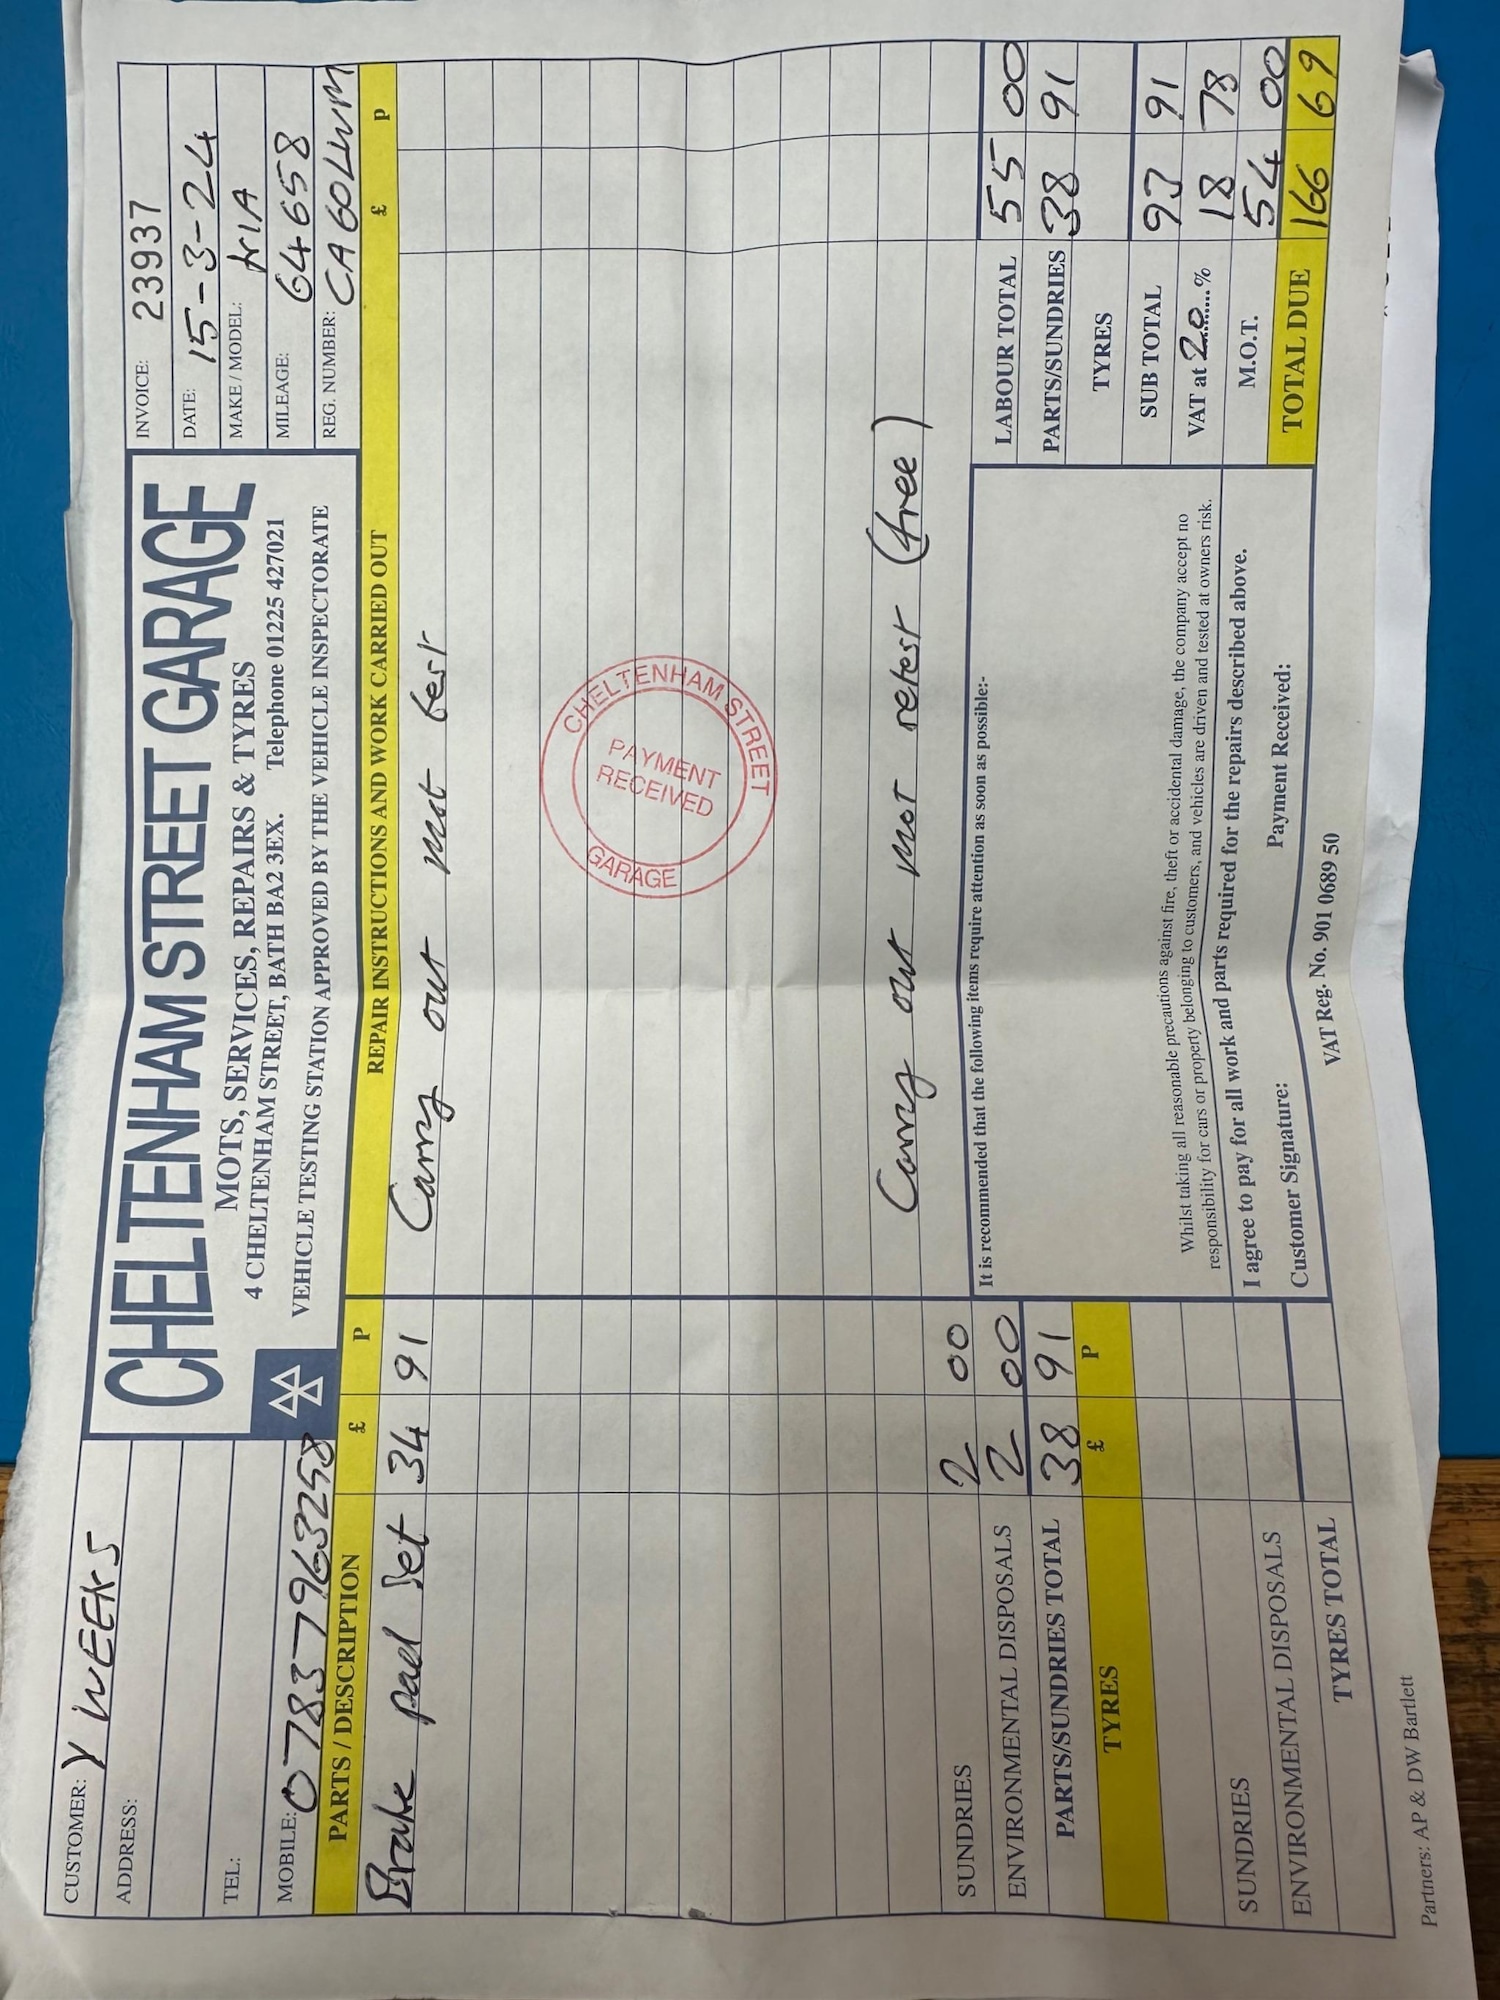 CUSTOMER: Y WEEKS
ADDRESS:
TEL:
MOBILE: 07837963258
CHELTENHAM STREET GARAGE
MOTS, SERVICES, REPAIRS & TYRES
4 CHELTENHAM STREET, BATH BA2 3EX. Telephone 01225 427021
VEHICLE TESTING STATION APPROVED BY THE VEHICLE INSPECTORATE
INVOICE: 23937
DATE: 15-3-24
MAKE / MODEL: KIA
MILEAGE: 64658
REG. NUMBER: CA60LWM
PARTS / DESCRIPTION £ P
Brake pad set 34 91
SUNDRIES 2 00
ENVIRONMENTAL DISPOSALS 2 00
PARTS/SUNDRIES TOTAL 38 91
TYRES £ P
SUNDRIES
ENVIRONMENTAL DISPOSALS
TYRES TOTAL
REPAIR INSTRUCTIONS AND WORK CARRIED OUT £ P
Carry out mot test
CHELTENHAM STREET
PAYMENT
RECEIVED
GARAGE
Carry out mot retest (free)
It is recommended that the following items require attention as soon as possible:-
Whilst taking all reasonable precautions against fire, theft or accidental damage, the company accept no
responsibility for cars or property belonging to customers, and vehicles are driven and tested at owners risk.
I agree to pay for all work and parts required for the repairs described above.
Customer Signature: Payment Received:
LABOUR TOTAL 55 00
PARTS/SUNDRIES 38 91
TYRES
SUB TOTAL 93 91
VAT at 20......% 18 78
M.O.T. 54 00
TOTAL DUE 166 69
VAT Reg. No. 901 0689 50
Partners: AP & DW Bartlett